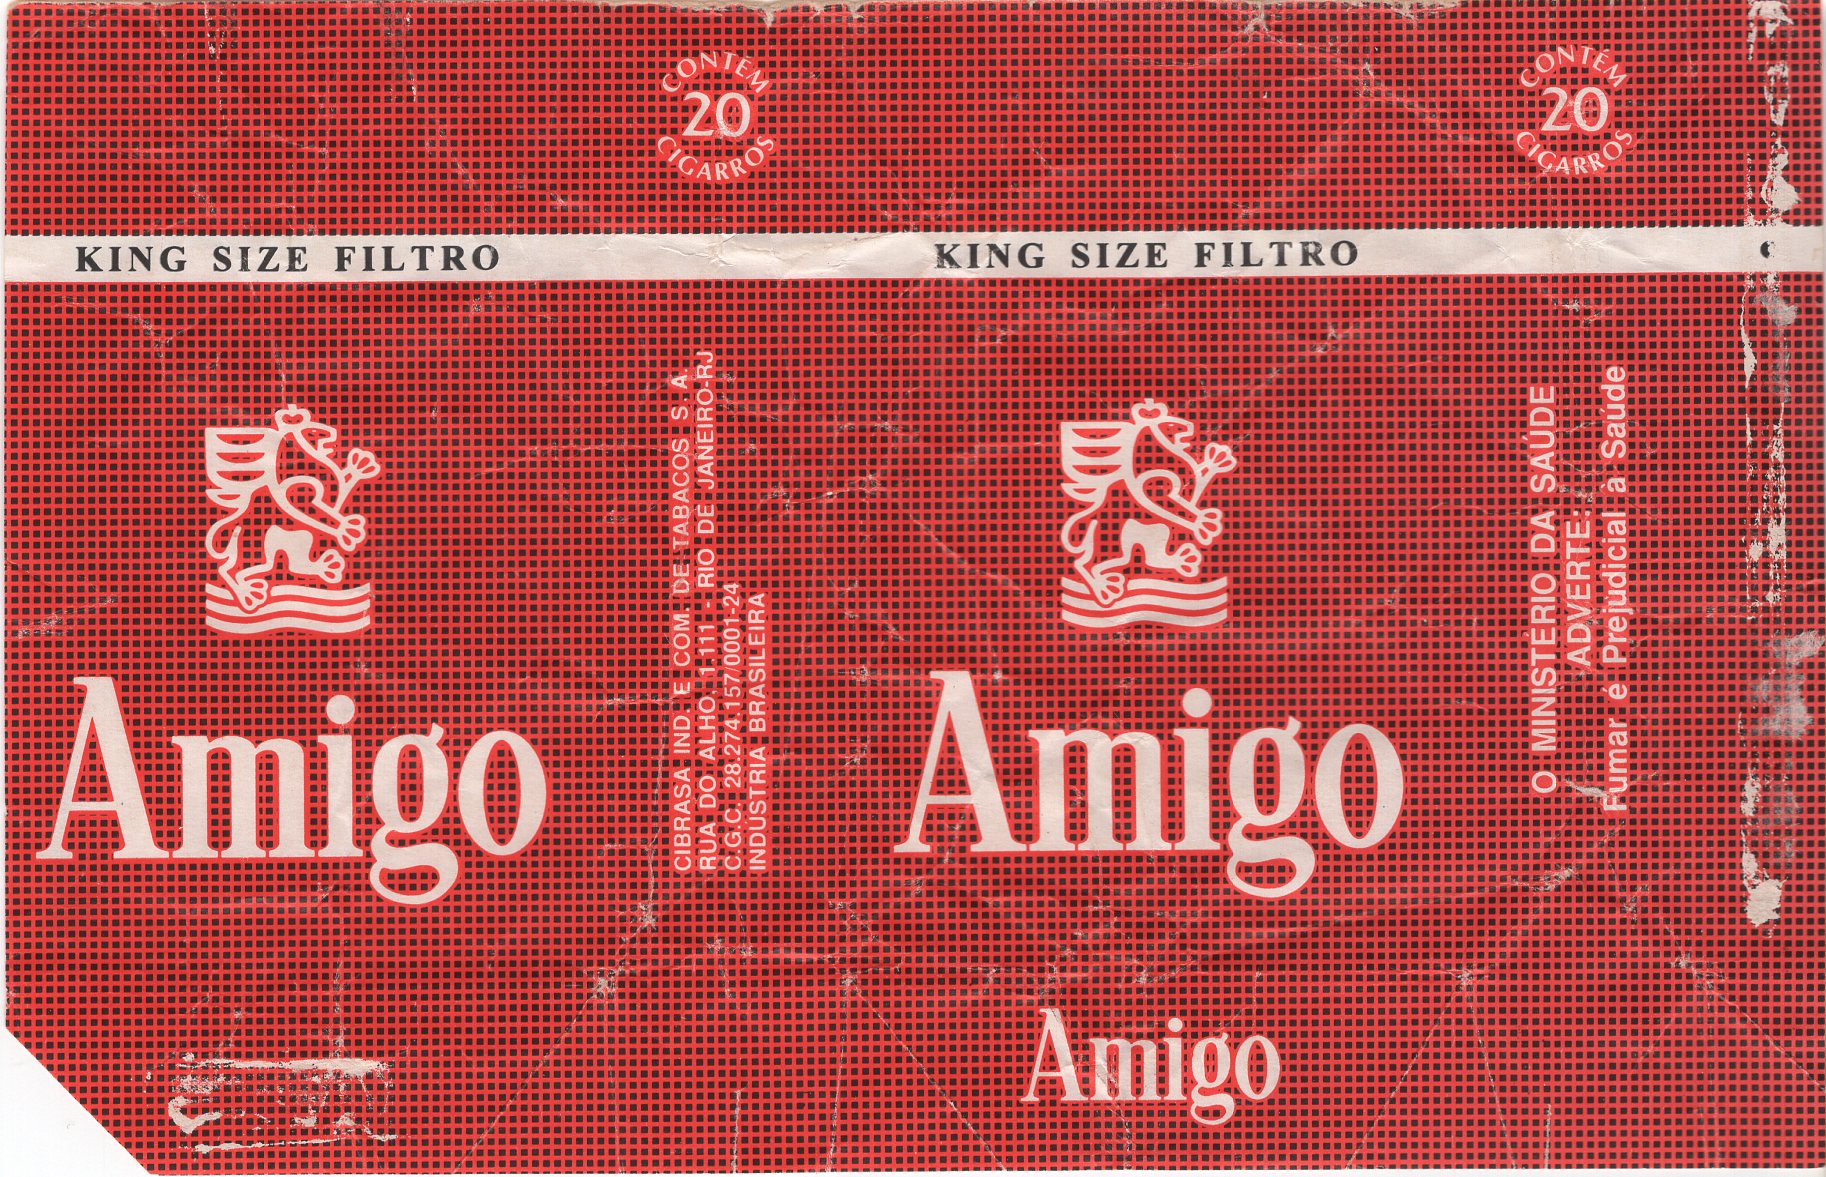 CONTÉM
20
CIGARROS
CONTÉM
20
CIGARROS
KING SIZE FILTRO
KING SIZE FILTRO
Amigo
CIBRASA IND. E COM. DE TABACOS S. A.
RUA DO ALHO, 1.111 - RIO DE JANEIRO-RJ
C.G.C. 28.274.157/0001-24
INDÚSTRIA BRASILEIRA
Amigo
O MINISTÉRIO DA SAÚDE
ADVERTE:
Fumar é Prejudicial à Saúde
Amigo